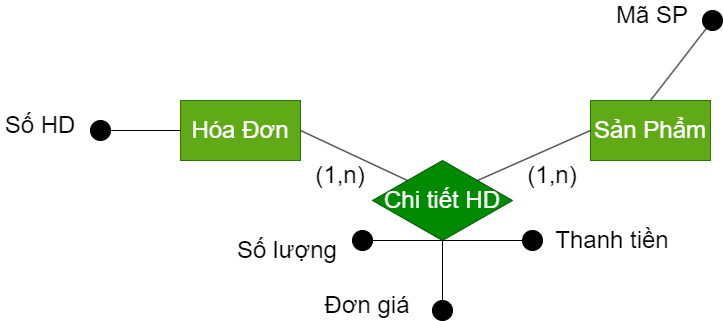 Mã SP
Số HD
Hóa Đơn
Sản Phẩm
(1,n)
(1,n)
Chi tiết HD
Số lượng
Thanh tiền
Đơn giá